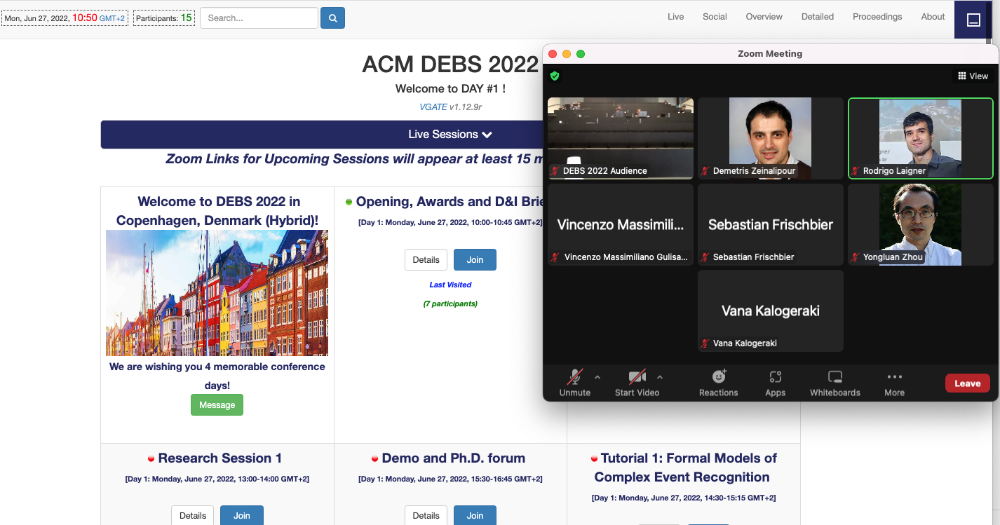 Mon, Jun 27, 2022, 10:50 GMT+2 Participants: 15 Search...
Live Social Overview Detailed Proceedings About
ACM DEBS 2022
Welcome to DAY #1 !
VGATE v1.12.9r
Live Sessions
Zoom Links for Upcoming Sessions will appear at least 15
Welcome to DEBS 2022 in
Copenhagen, Denmark (Hybrid)!
We are wishing you 4 memorable conference
days!
Message
Opening, Awards and D&I
[Day 1: Monday, June 27, 2022, 10:00-10:45 GMT+2]
Details Join
Last Visited
(7 participants)
Research Session 1
[Day 1: Monday, June 27, 2022, 13:00-14:00 GMT+2]
Details Join
Demo and Ph.D. forum
[Day 1: Monday, June 27, 2022, 15:30-16:45 GMT+2]
Details Join
Tutorial 1: Formal Models of
Complex Event Recognition
[Day 1: Monday, June 27, 2022, 14:30-15:15 GMT+2]
Zoom Meeting
View
DEBS 2022 Audience
Demetris Zeinalipour
Rodrigo Laigner
Vincenzo Massimili...
Vincenzo Massimiliano Gulisa...
Sebastian Frischbier
Sebastian Frischbier
Yongluan Zhou
Vana Kalogeraki
Vana Kalogeraki
Unmute Start Video Reactions Apps Whiteboards More Leave